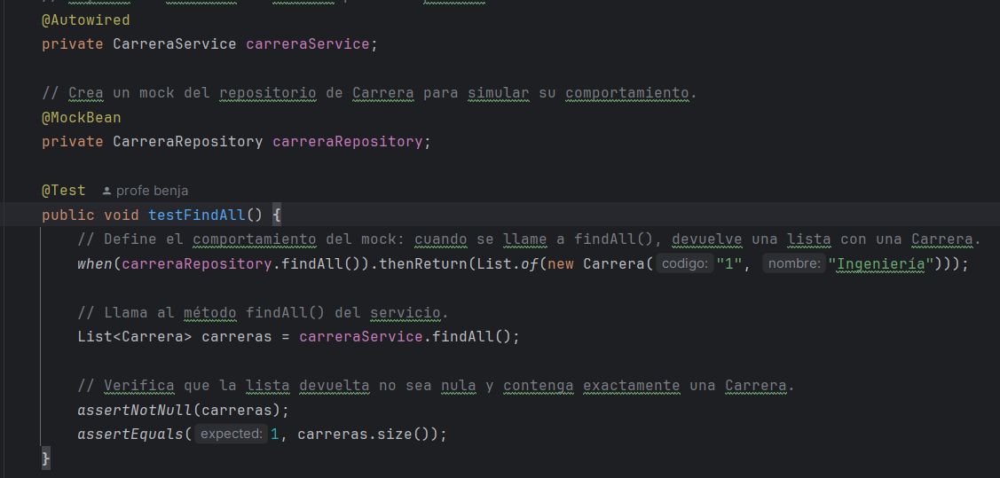 @Autowired
private CarreraService carreraService;
// Crea un mock del repositorio de Carrera para simular su comportamiento.
@MockBean
private CarreraRepository carreraRepository;
@Test profe benja
public void testFindAll() {
// Define el comportamiento del mock: cuando se llame a findAll(), devuelve una lista con una Carrera.
when(carreraRepository.findAll()).thenReturn(List.of(new Carrera( codigo: "1", nombre: "Ingeniería")));
// Llama al método findAll() del servicio.
List<Carrera> carreras = carreraService.findAll();
// Verifica que la lista devuelta no sea nula y contenga exactamente una Carrera.
assertNotNull(carreras);
assertEquals( expected: 1, carreras.size());
}